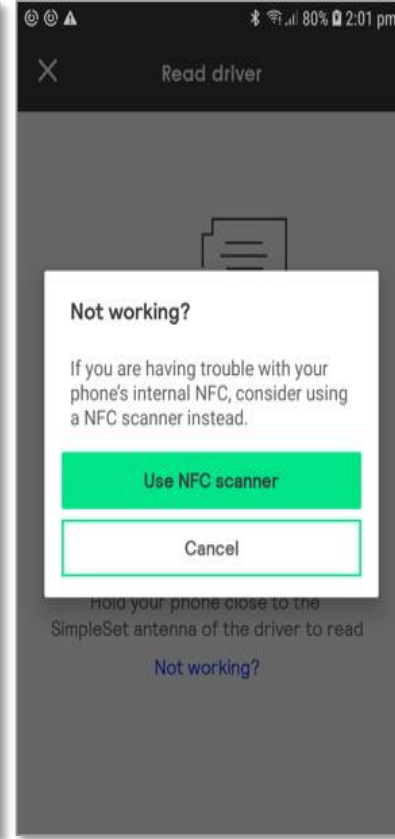 80% 2:01 pm
Read driver
Not working?
If you are having trouble with your
phone's internal NFC, consider using
a NFC scanner instead.
Use NFC scanner
Cancel
Hold your phone close to the
SimpleSet antenna of the driver to read
Not working?